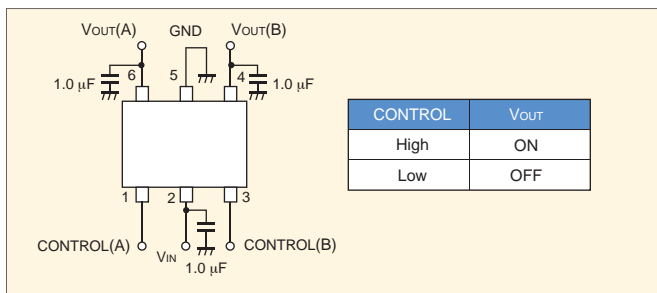 VOUT(A) GND VOUT(B)
1.0 μF 6 5 4 1.0 μF
CONTROL VOUT
High ON
Low OFF
1 2 3
CONTROL(A) VIN 1.0 μF CONTROL(B)